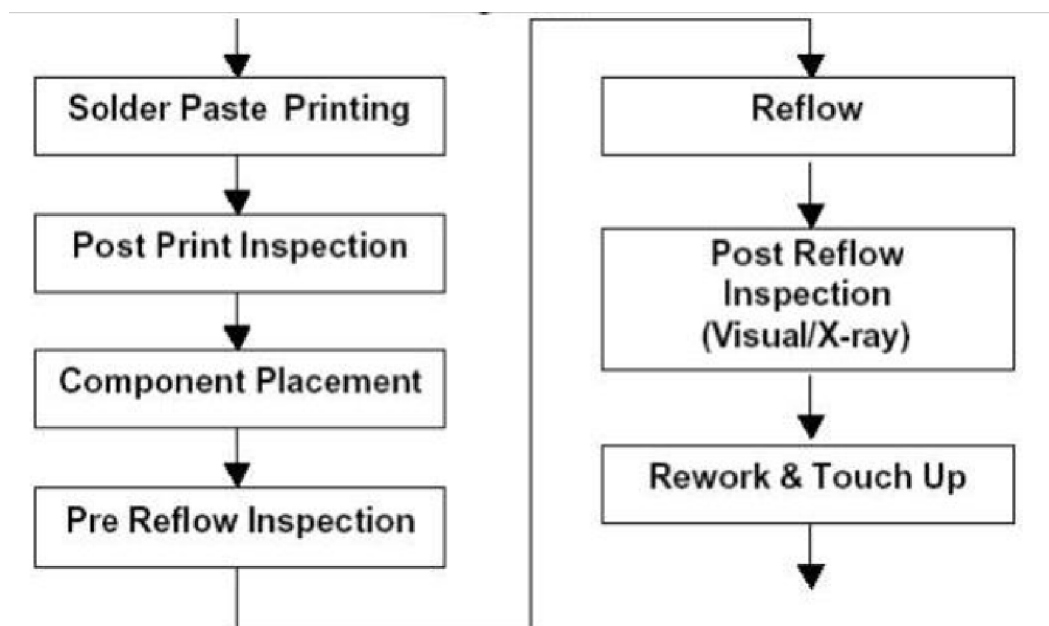 Solder Paste Printing
Post Print Inspection
Component Placement
Pre Reflow Inspection
Reflow
Post Reflow
Inspection
(Visual/X-ray)
Rework & Touch Up